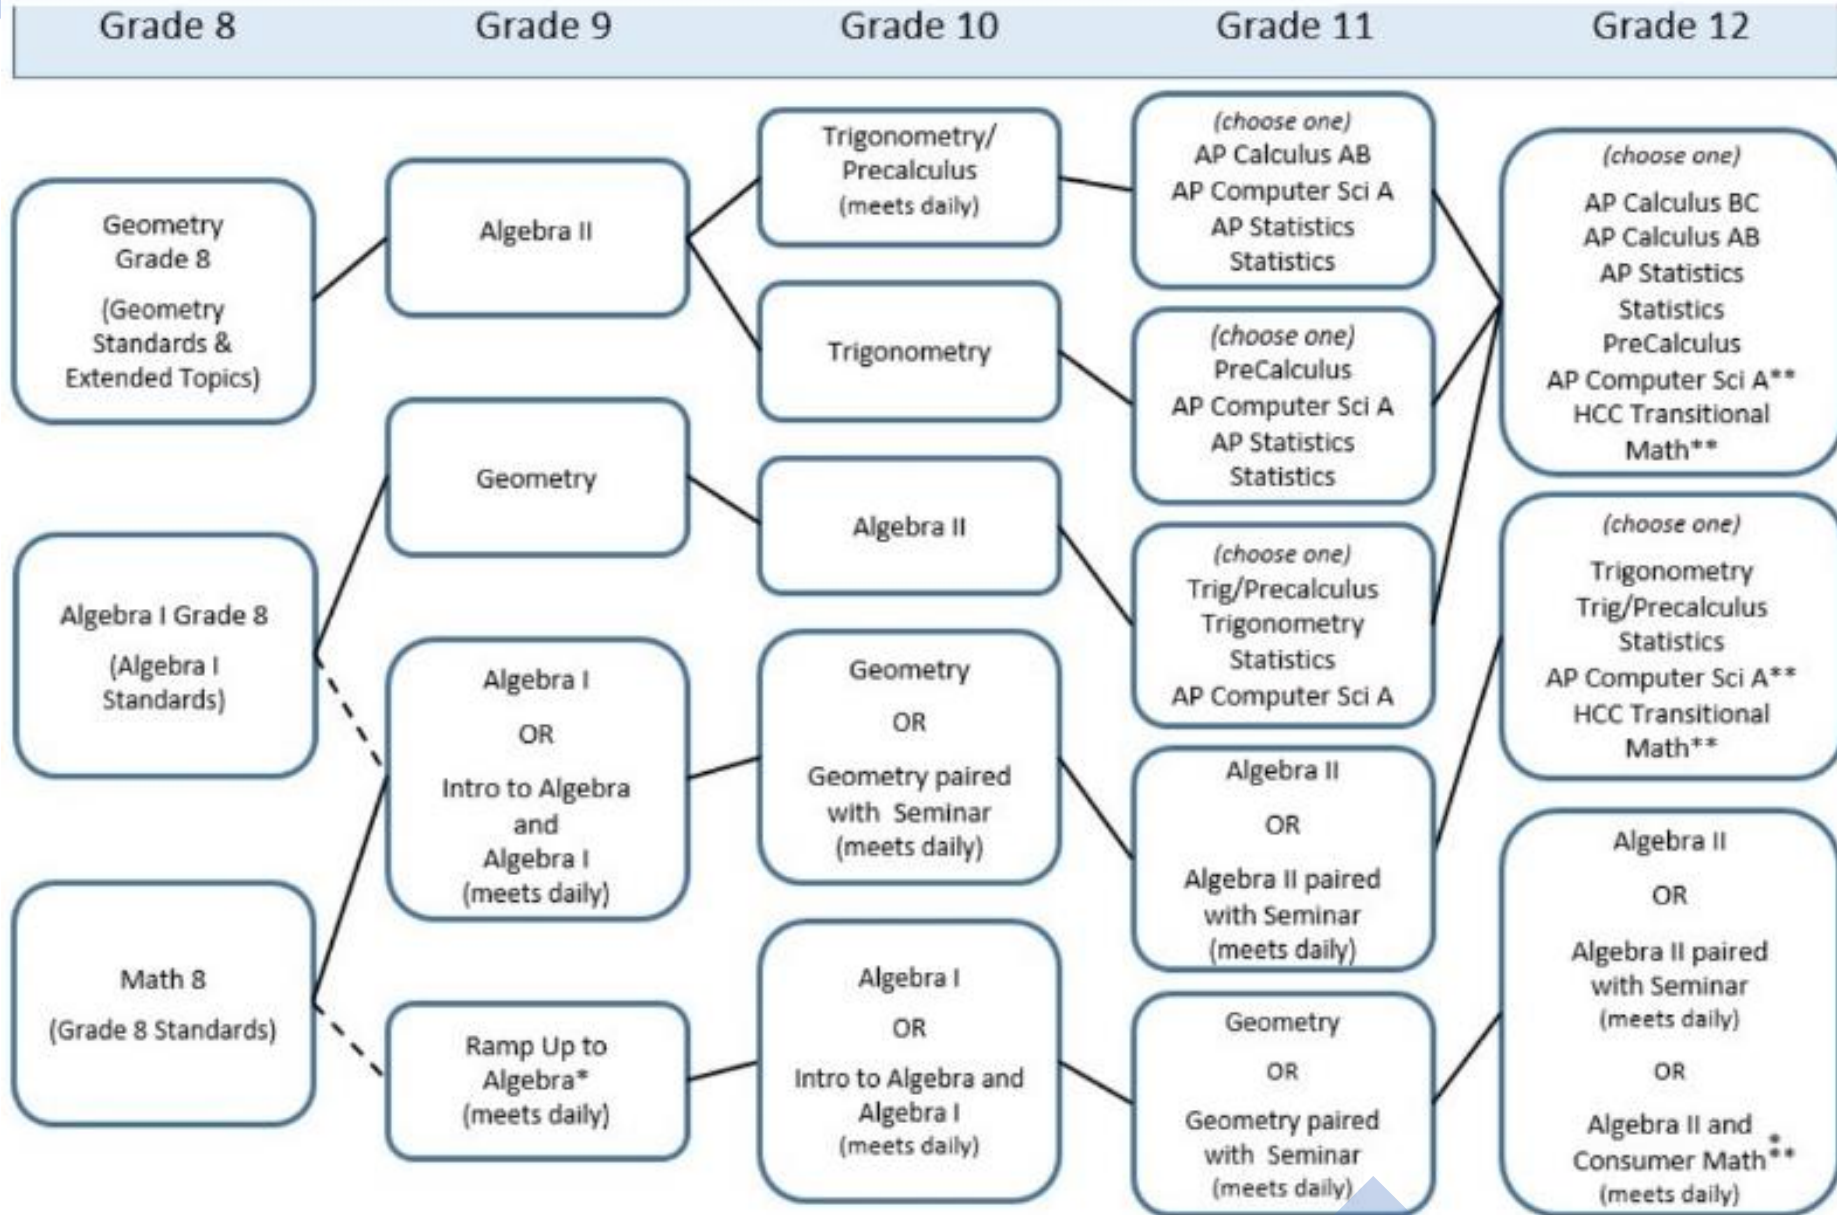 Grade 8
Grade 9
Grade 10
Grade 11
Grade 12
Geometry
Grade 8
(Geometry
Standards &
Extended Topics)
Algebra I Grade 8
(Algebra I
Standards)
Math 8
(Grade 8 Standards)
Algebra II
Geometry
Algebra I
OR
Intro to Algebra
and
Algebra I
(meets daily)
Ramp Up to
Algebra*
(meets daily)
Trigonometry/
Precalculus
(meets daily)
Trigonometry
Algebra II
Geometry
OR
Geometry paired
with Seminar
(meets daily)
Algebra I
OR
Intro to Algebra and
Algebra I
(meets daily)
(choose one)
AP Calculus AB
AP Computer Sci A
AP Statistics
Statistics
(choose one)
PreCalculus
AP Computer Sci A
AP Statistics
Statistics
(choose one)
Trig/Precalculus
Trigonometry
Statistics
AP Computer Sci A
Algebra II
OR
Algebra II paired
with Seminar
(meets daily)
Geometry
OR
Geometry paired
with Seminar
(meets daily)
(choose one)
AP Calculus BC
AP Calculus AB
AP Statistics
Statistics
PreCalculus
AP Computer Sci A**
HCC Transitional
Math**
(choose one)
Trigonometry
Trig/Precalculus
Statistics
AP Computer Sci A**
HCC Transitional
Math**
Algebra II
OR
Algebra II paired
with Seminar
(meets daily)
OR
Algebra II and
Consumer Math***
(meets daily)